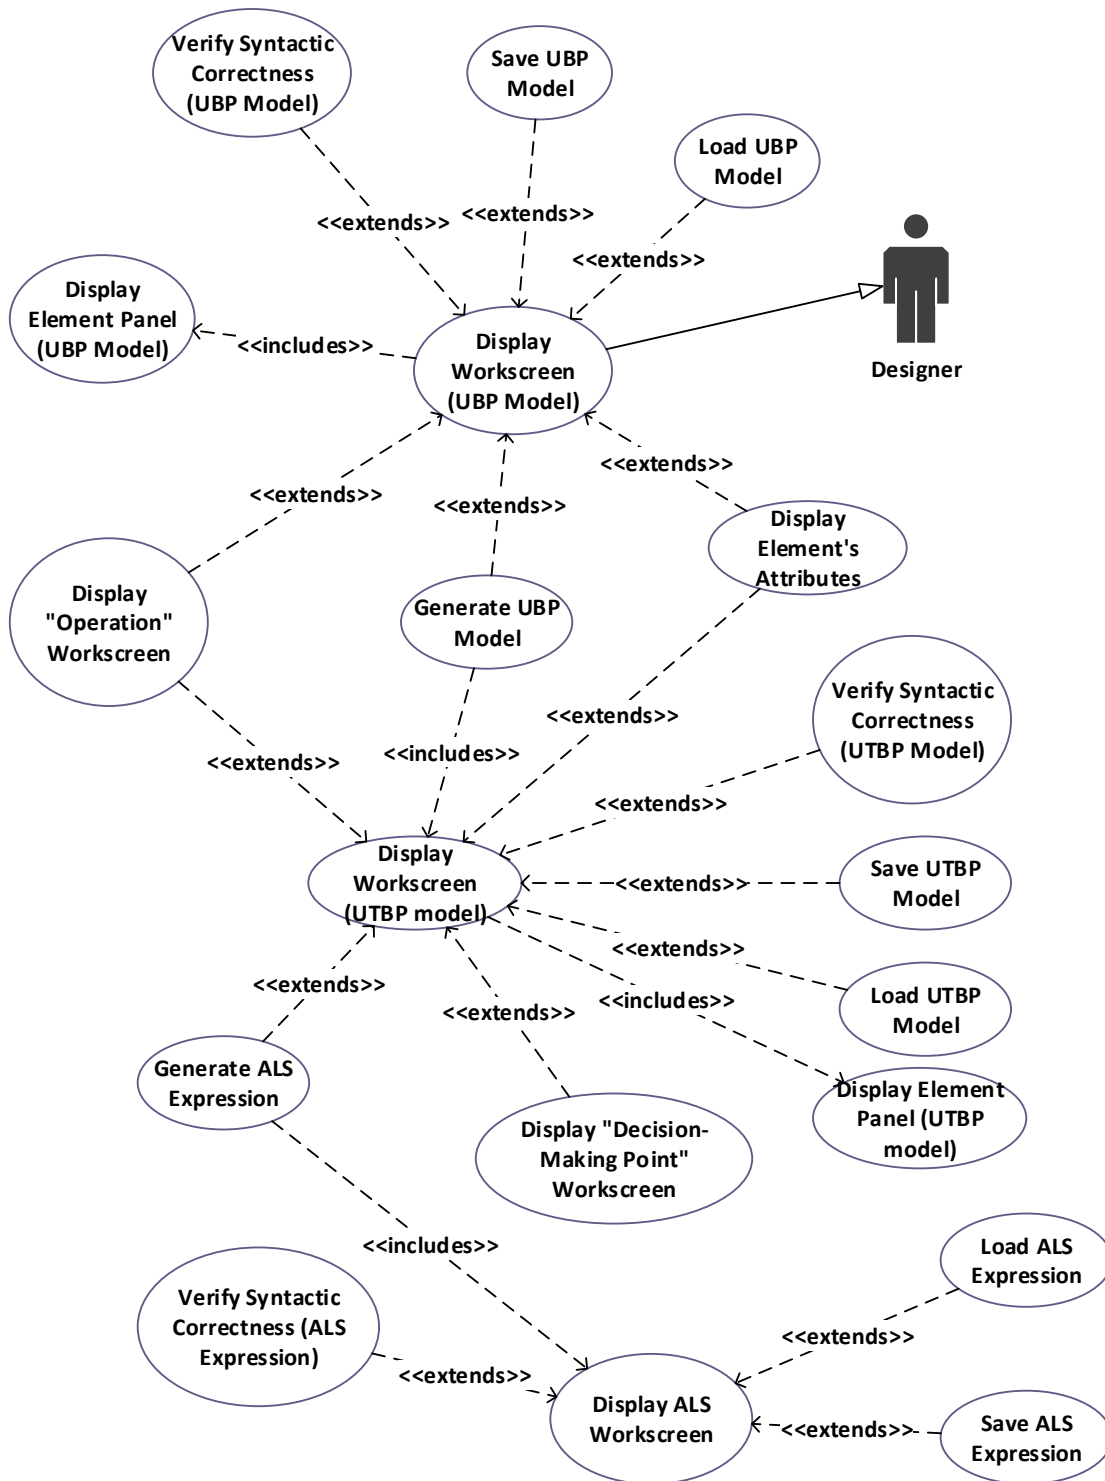 Verify Syntactic
Correctness
(UBP Model)
Save UBP
Model
Load UBP
Model
<<extends>>
<<extends>>
<<extends>>
Display
Element Panel
(UBP Model)
<<includes>>
Display
Workscreen
(UBP Model)
Designer
<<extends>>
<<extends>>
<<extends>>
Display
"Operation"
Workscreen
Generate UBP
Model
Display
Element's
Attributes
<<extends>>
<<includes>>
<<extends>>
Verify Syntactic
Correctness
(UTBP Model)
<<extends>>
Display
Workscreen
(UTBP model)
<<extends>>
Save UTBP
Model
<<extends>>
Load UTBP
Model
<<extends>>
<<extends>>
<<includes>>
Display Element
Panel (UTBP
model)
Generate ALS
Expression
Display "Decision-
Making Point"
Workscreen
<<includes>>
Load ALS
Expression
Verify Syntactic
Correctness (ALS
Expression)
<<extends>>
<<extends>>
Display ALS
Workscreen
<<extends>>
Save ALS
Expression